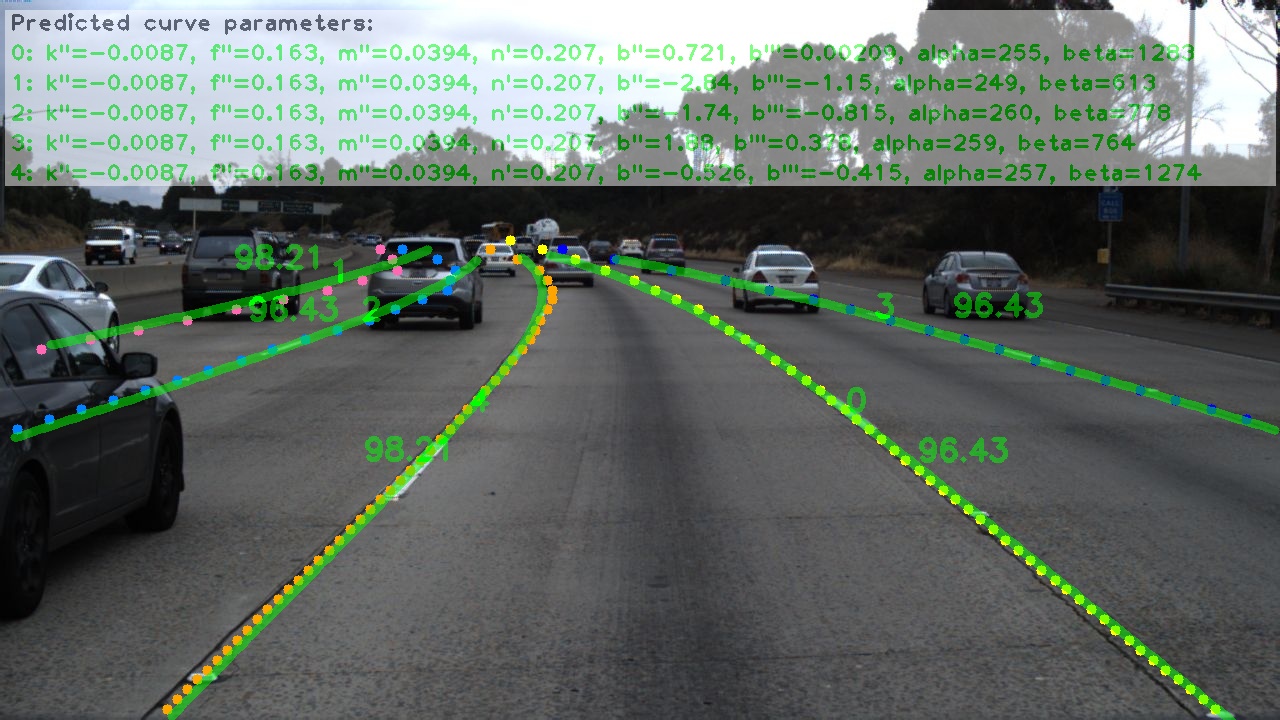 Predicted curve parameters:
0: k''=-0.0087, f''=0.163, m''=0.0394, n'=0.207, b''=0.721, b'''=0.00209, alpha=255, beta=1283
1: k''=-0.0087, f''=0.163, m''=0.0394, n'=0.207, b''=-2.84, b'''=-1.15, alpha=249, beta=613
2: k''=-0.0087, f''=0.163, m''=0.0394, n'=0.207, b''=-1.74, b'''=-0.815, alpha=260, beta=778
3: k''=-0.0087, f''=0.163, m''=0.0394, n'=0.207, b''=1.88, b'''=0.378, alpha=259, beta=764
4: k''=-0.0087, f''=0.163, m''=0.0394, n'=0.207, b''=-0.526, b'''=-0.415, alpha=257, beta=1274
CALL
BOX
98.21 1
96.43 2
3 96.43
4
0
98.21
96.43